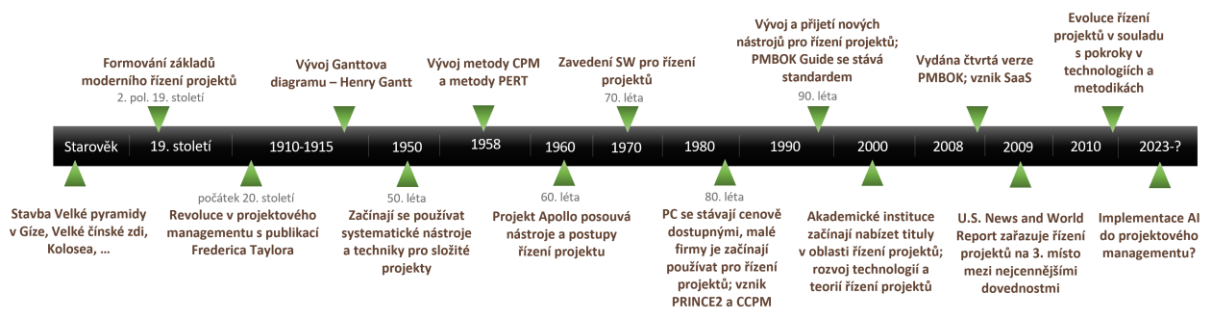 Formování základů
moderního řízení projektů
2. pol. 19. století
Vývoj Ganttova
diagramu – Henry Gantt
Vývoj metody CPM
a metody PERT
Zavedení SW pro řízení
projektů
70. léta
Vývoj a přijetí nových
nástrojů pro řízení projektů;
PMBOK Guide se stává
standardem
90. léta
Vydána čtvrtá verze
PMBOK; vznik SaaS
Evoluce řízení
projektů v souladu
s pokroky v
technologiích a
metodikách
Starověk
19. století
1910-1915
1950
1958
1960
1970
1980
1990
2000
2008
2009
2010
2023-?
Stavba Velké pyramidy
v Gíze, Velké čínské zdi,
Kolosea, …
počátek 20. století
Revoluce v projektového
managementu s publikací
Frederica Taylora
50. léta
Začínají se používat
systematické nástroje
a techniky pro složité
projekty
60. léta
Projekt Apollo posouvá
nástroje a postupy
řízení projektu
80. léta
PC se stávají cenově
dostupnými, malé
firmy je začínají
používat pro řízení
projektů; vznik
PRINCE2 a CCPM
Akademické instituce
začínají nabízet tituly
v oblasti řízení projektů;
rozvoj technologií a
teorií řízení projektů
U.S. News and World
Report zařazuje řízení
projektů na 3. místo
mezi nejcennějšími
dovednostmi
Implementace AI
do projektového
managementu?